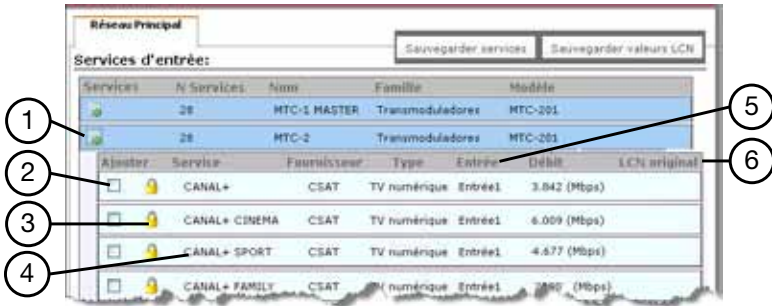 Réseau Principal
Sauvegarder services Sauvegarder valeurs LCN
Services d'entrée:
Services N Services Nom Famille Modèle
28 MTC-1 MASTER Transmoduladores MTC-201
1 28 MTC-2 Transmoduladores MTC-201 5
Ajouter Service Fournisseur Type Entrée Débit LCN original 6
2 CANAL+ CSAT TV numérique Entrée1 3.842 (Mbps)
3 CANAL+ CINEMA CSAT TV numérique Entrée1 6.009 (Mbps)
4 CANAL+ SPORT CSAT TV numérique Entrée1 4.677 (Mbps)
CANAL+ FAMILY CSAT TV numérique Entrée1 (Mbps)